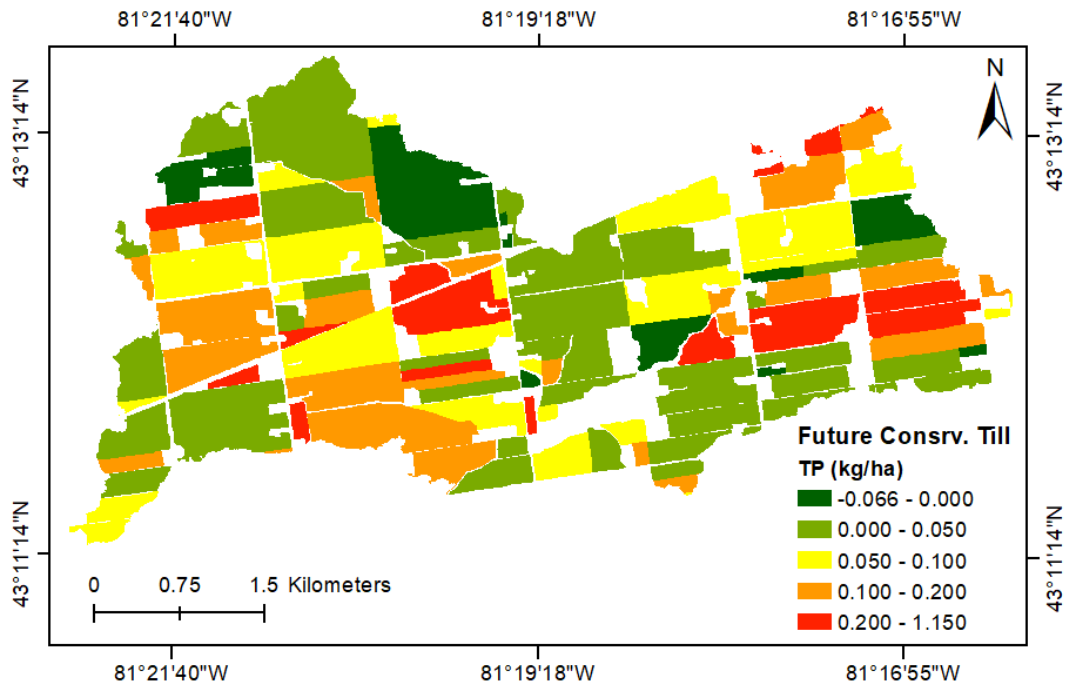 81°21'40"W 81°19'18"W 81°16'55"W
43°13'14"N
43°13'14"N
N
Future Consrv. Till
TP (kg/ha)
-0.066 - 0.000
0.000 - 0.050
0.050 - 0.100
0.100 - 0.200
0.200 - 1.150
43°11'14"N
43°11'14"N
0 0.75 1.5 Kilometers
81°21'40"W 81°19'18"W 81°16'55"W